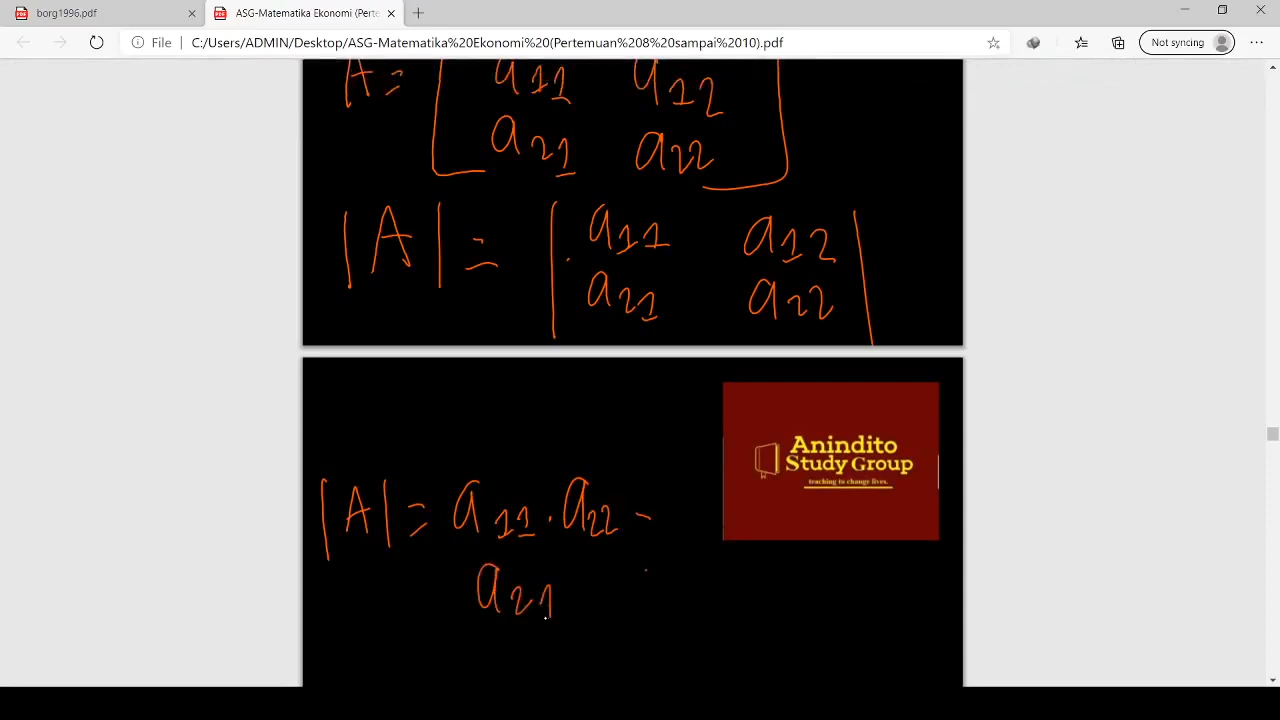 borg1996.pdf
ASG-Matematika Ekonomi (Perte
File
C:/Users/ADMIN/Desktop/ASG-Matematika%20Ekonomi%20(Pertemuan%208%20sampai%2010).pdf
Not syncing
A = [ a11 a12
a21 a22 ]
|A| = | a11 a12
a21 a22 |
Anindito
Study Group
teaching to change lives.
|A| = a11 . a22 -
a21